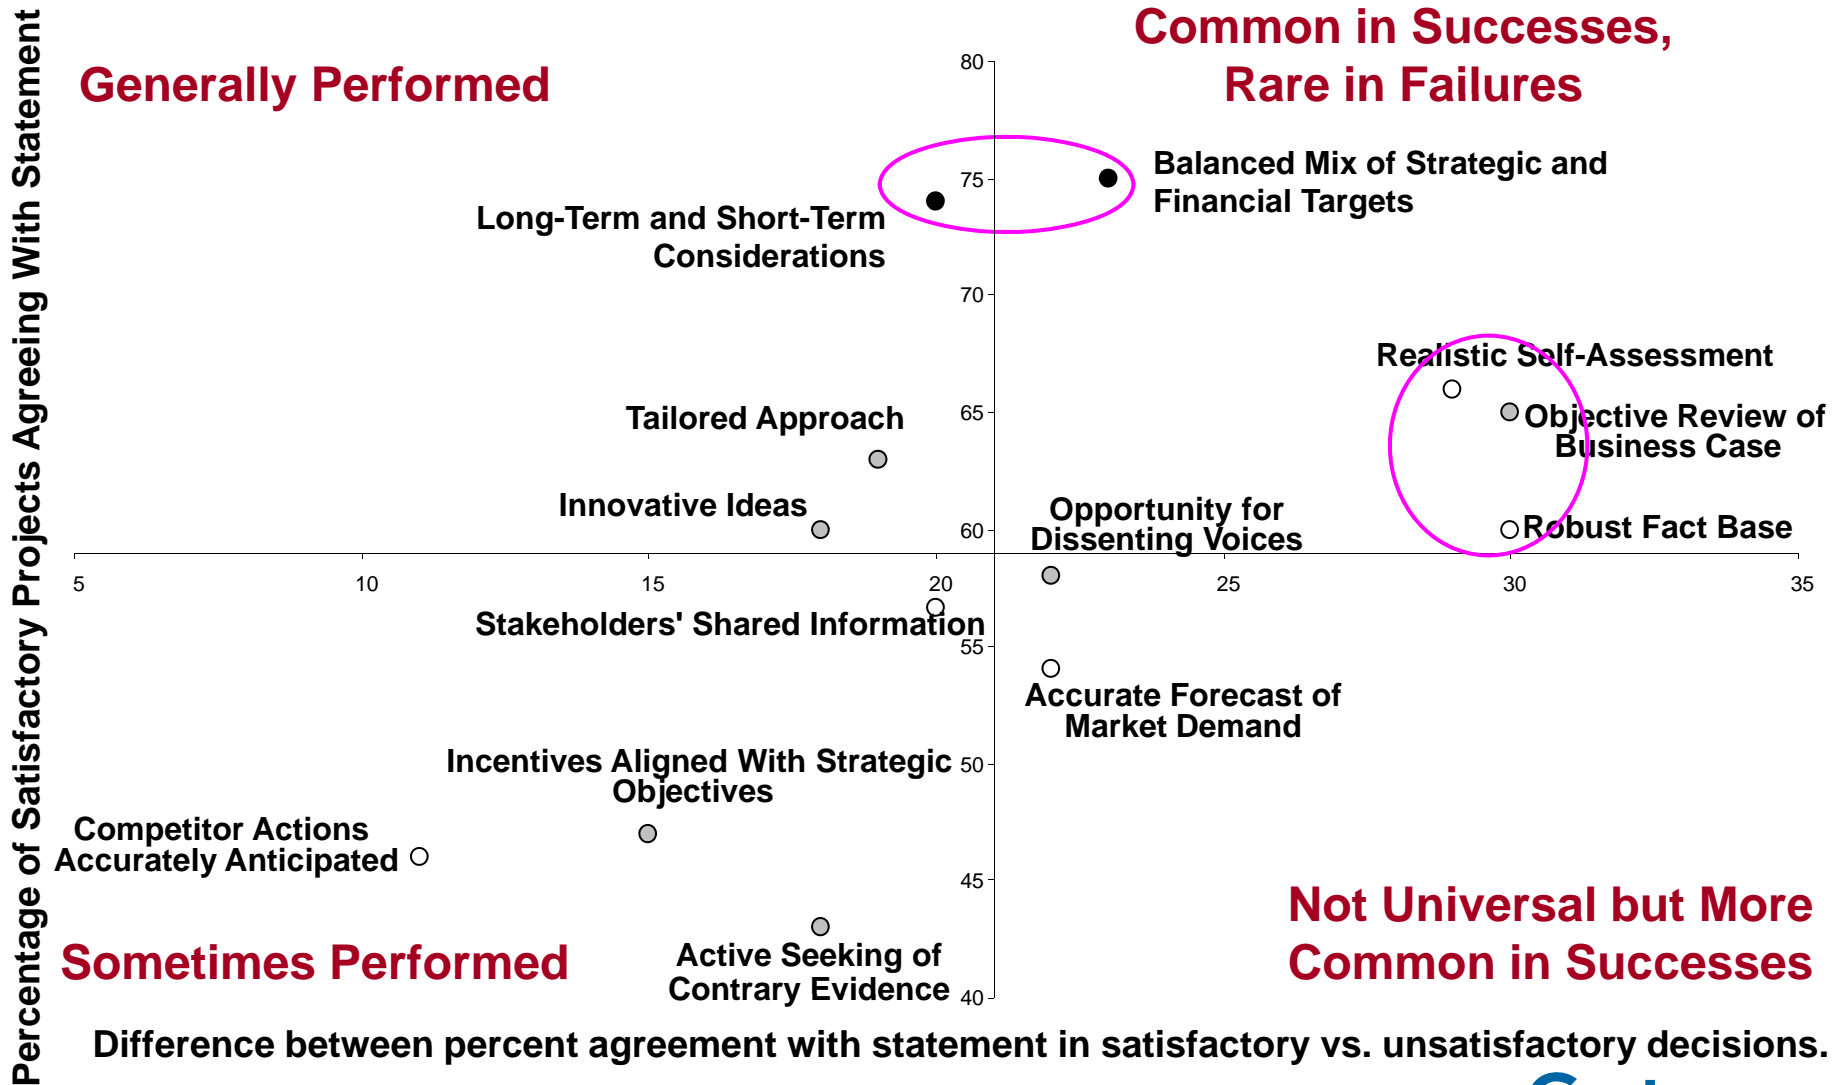 Percentage of Satisfactory Projects Agreeing With Statement
Generally Performed
Common in Successes,
Rare in Failures
80
75
70
65
60
55
50
45
40
Balanced Mix of Strategic and
Financial Targets
Long-Term and Short-Term
Considerations
Realistic Self-Assessment
Objective Review of
Business Case
Tailored Approach
Innovative Ideas
Opportunity for
Dissenting Voices
Robust Fact Base
5
10
15
20
25
30
35
Stakeholders' Shared Information
Accurate Forecast of
Market Demand
Incentives Aligned With Strategic
Objectives
Competitor Actions
Accurately Anticipated
Active Seeking of
Contrary Evidence
Sometimes Performed
Not Universal but More
Common in Successes
Difference between percent agreement with statement in satisfactory vs. unsatisfactory decisions.